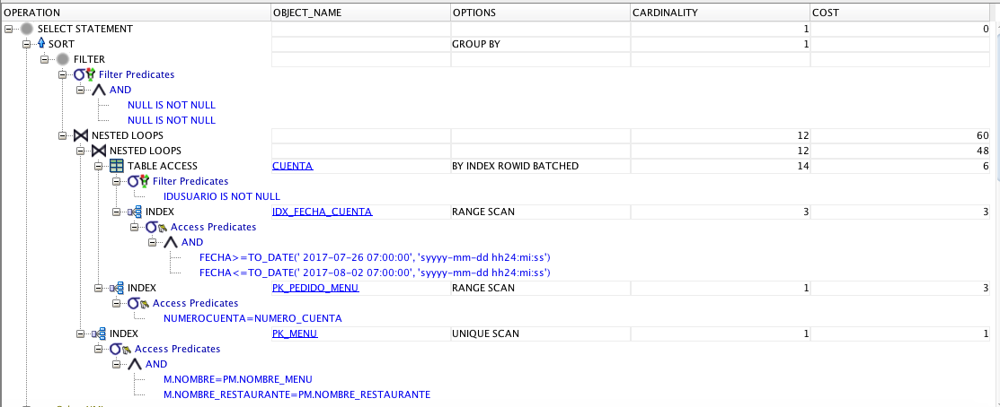 OPERATION OBJECT_NAME OPTIONS CARDINALITY COST
SELECT STATEMENT 1 0
SORT GROUP BY 1
FILTER
Filter Predicates
AND
NULL IS NOT NULL
NULL IS NOT NULL
NESTED LOOPS 12 60
NESTED LOOPS 12 48
TABLE ACCESS CUENTA BY INDEX ROWID BATCHED 14 6
Filter Predicates
IDUSUARIO IS NOT NULL
INDEX IDX_FECHA_CUENTA RANGE SCAN 3 3
Access Predicates
AND
FECHA>=TO_DATE(' 2017-07-26 07:00:00', 'syyyy-mm-dd hh24:mi:ss')
FECHA<=TO_DATE(' 2017-08-02 07:00:00', 'syyyy-mm-dd hh24:mi:ss')
INDEX PK_PEDIDO_MENU RANGE SCAN 1 3
Access Predicates
NUMEROCUENTA=NUMERO_CUENTA
INDEX PK_MENU UNIQUE SCAN 1 1
Access Predicates
AND
M.NOMBRE=PM.NOMBRE_MENU
M.NOMBRE_RESTAURANTE=PM.NOMBRE_RESTAURANTE